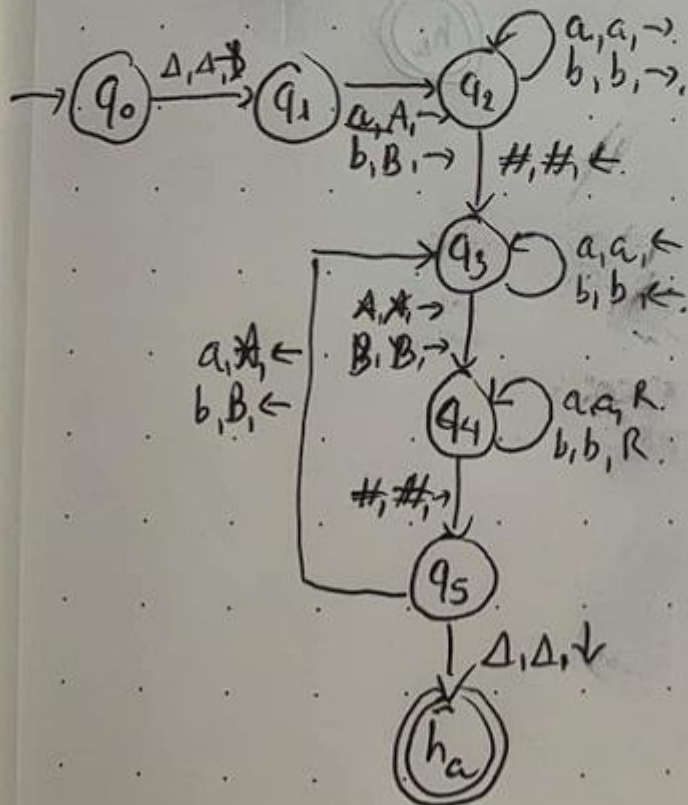 q0
Δ, Δ,
q1
a, A, →
b, B, →
q2
a, a, →
b, b, →
#, #, ←
q3
a, a, ←
b, b, ←
a, A, ←
b, B, ←
A, A, →
B, B, →
q4
a, a, R
b, b, R
#, #, →
q5
Δ, Δ, ↓
ha